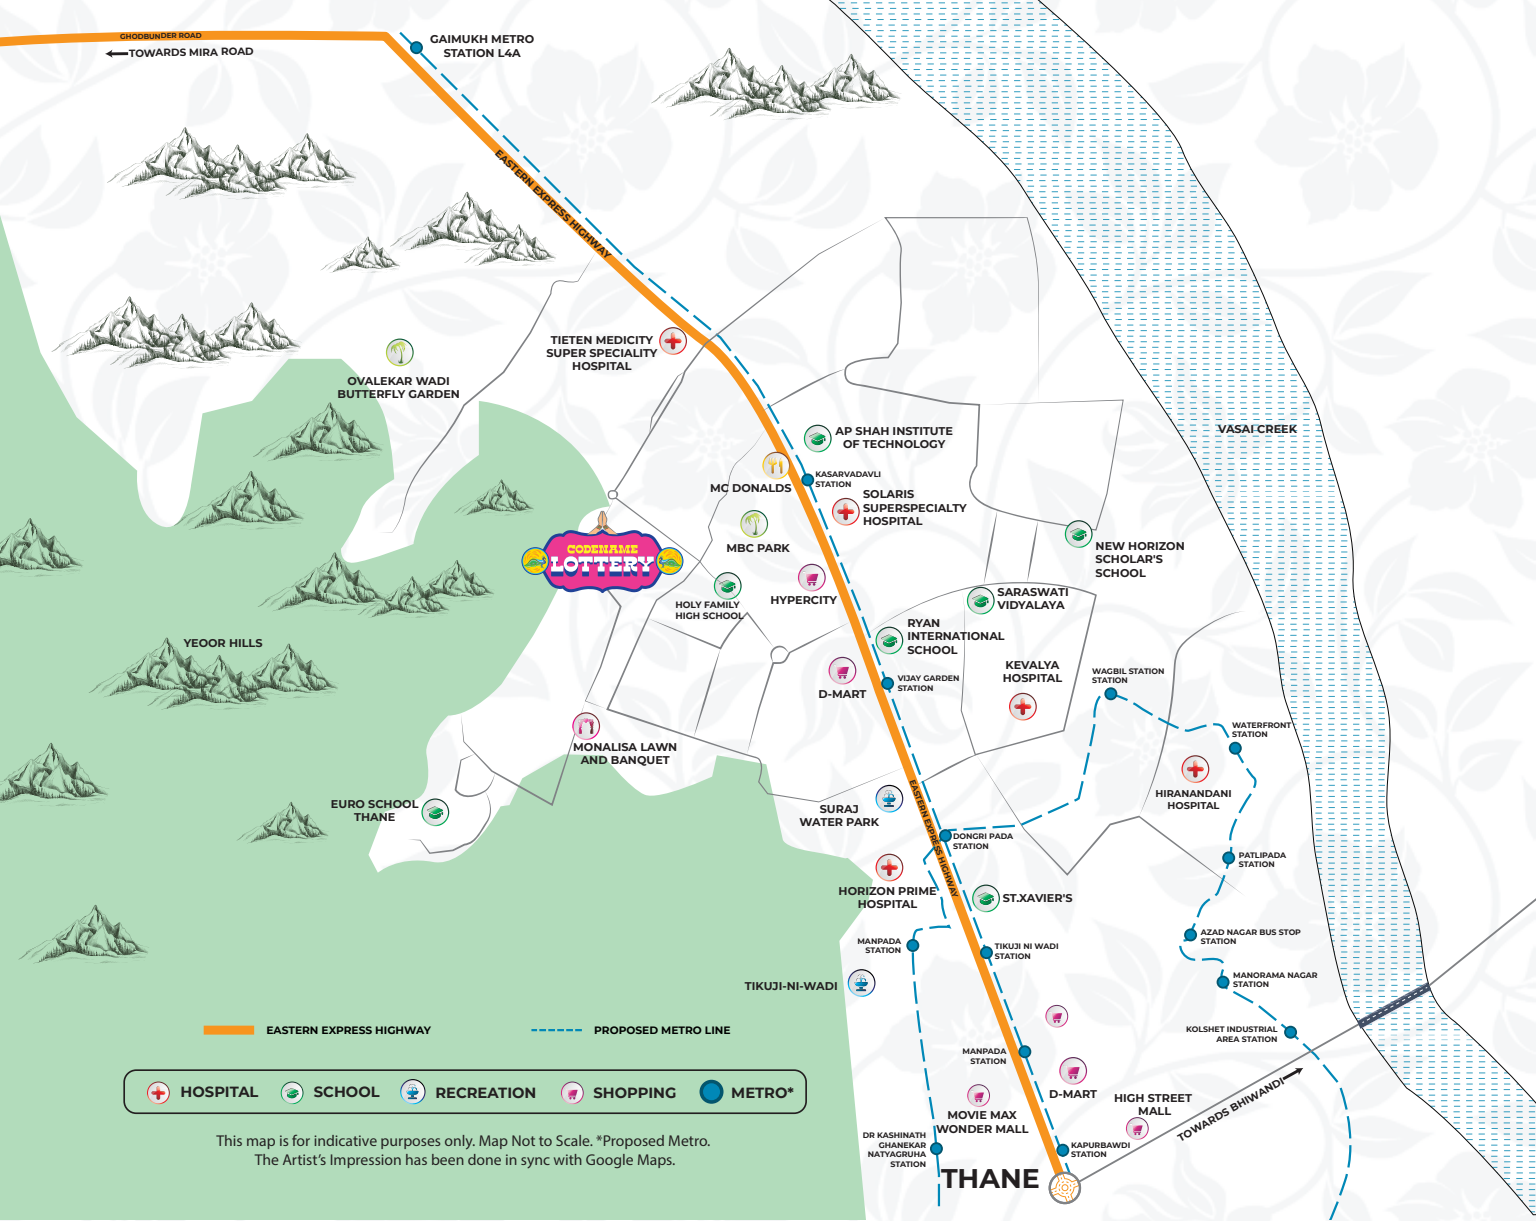 GHODBUNDER ROAD
TOWARDS MIRA ROAD
GAIMUKH METRO
STATION L4A
EASTERN EXPRESS HIGHWAY
TIETEN MEDICITY
SUPER SPECIALITY
HOSPITAL
OVALEKAR WADI
BUTTERFLY GARDEN
VASAI CREEK
AP SHAH INSTITUTE
OF TECHNOLOGY
KASARVADAVLI
STATION
MC DONALDS
SOLARIS
SUPERSPECIALTY
HOSPITAL
MBC PARK
NEW HORIZON
SCHOLAR'S
SCHOOL
CODENAME
LOTTERY
HYPERCITY
HOLY FAMILY
HIGH SCHOOL
SARASWATI
VIDYALAYA
RYAN
INTERNATIONAL
SCHOOL
YEOOR HILLS
KEVALYA
HOSPITAL
WAGBIL STATION
STATION
D-MART
VIJAY GARDEN
STATION
WATERFRONT
STATION
MONALISA LAWN
AND BANQUET
HIRANANDANI
HOSPITAL
EURO SCHOOL
THANE
SURAJ
WATER PARK
EASTERN EXPRESS HIGHWAY
DONGRI PADA
STATION
PATLIPADA
STATION
HORIZON PRIME
HOSPITAL
ST.XAVIER'S
MANPADA
STATION
TIKUJI NI WADI
STATION
AZAD NAGAR BUS STOP
STATION
TIKUJI-NI-WADI
MANORAMA NAGAR
STATION
KOLSHET INDUSTRIAL
AREA STATION
EASTERN EXPRESS HIGHWAY
PROPOSED METRO LINE
MANPADA
STATION
HOSPITAL
SCHOOL
RECREATION
SHOPPING
METRO*
D-MART
HIGH STREET
MALL
MOVIE MAX
WONDER MALL
TOWARDS BHIWANDI
This map is for indicative purposes only. Map Not to Scale. *Proposed Metro.
The Artist's Impression has been done in sync with Google Maps.
DR KASHINATH
GHANEKAR
NATYAGRUHA
STATION
KAPURBAWDI
STATION
THANE